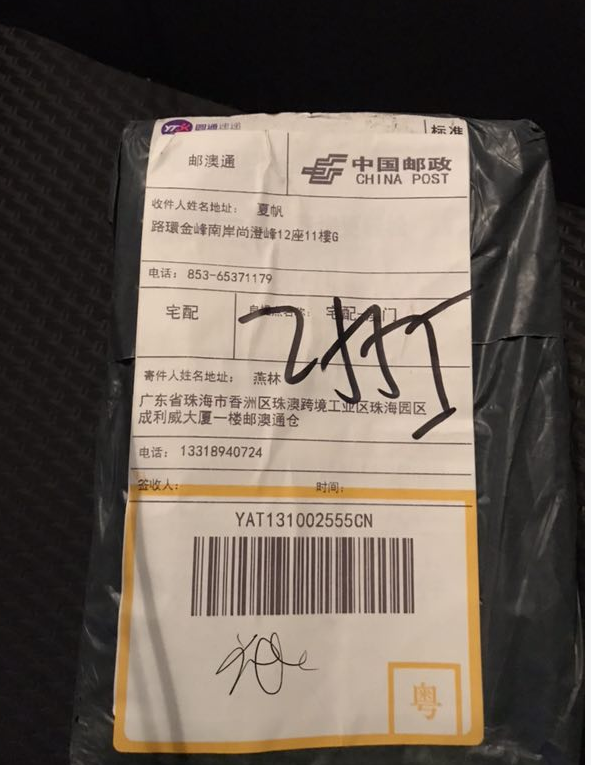 圆通速递
标准
邮澳通
中国邮政
CHINA POST
收件人姓名地址: 夏帆
路環金峰南岸尚澄峰12座11樓G
电话: 853-65371179
宅配
宅配-澳门
寄件人姓名地址: 燕林
广东省珠海市香洲区珠澳跨境工业区珠海园区
成利威大厦一楼邮澳通仓
电话: 13318940724
签收人:
时间:
YAT131002555CN
粤